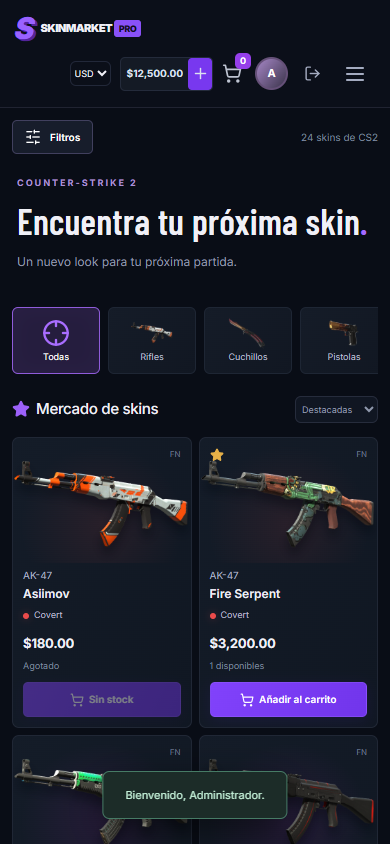 S SKINMARKET PRO
USD
$12,500.00
0
A
Filtros
24 skins de CS2
COUNTER-STRIKE 2
Encuentra tu próxima skin.
Un nuevo look para tu próxima partida.
Todas
Rifles
Cuchillos
Pistolas
Mercado de skins
Destacadas
FN
AK-47
Asiimov
Covert
$180.00
Agotado
Sin stock
FN
AK-47
Fire Serpent
Covert
$3,200.00
1 disponibles
Añadir al carrito
FN
FN
Bienvenido, Administrador.